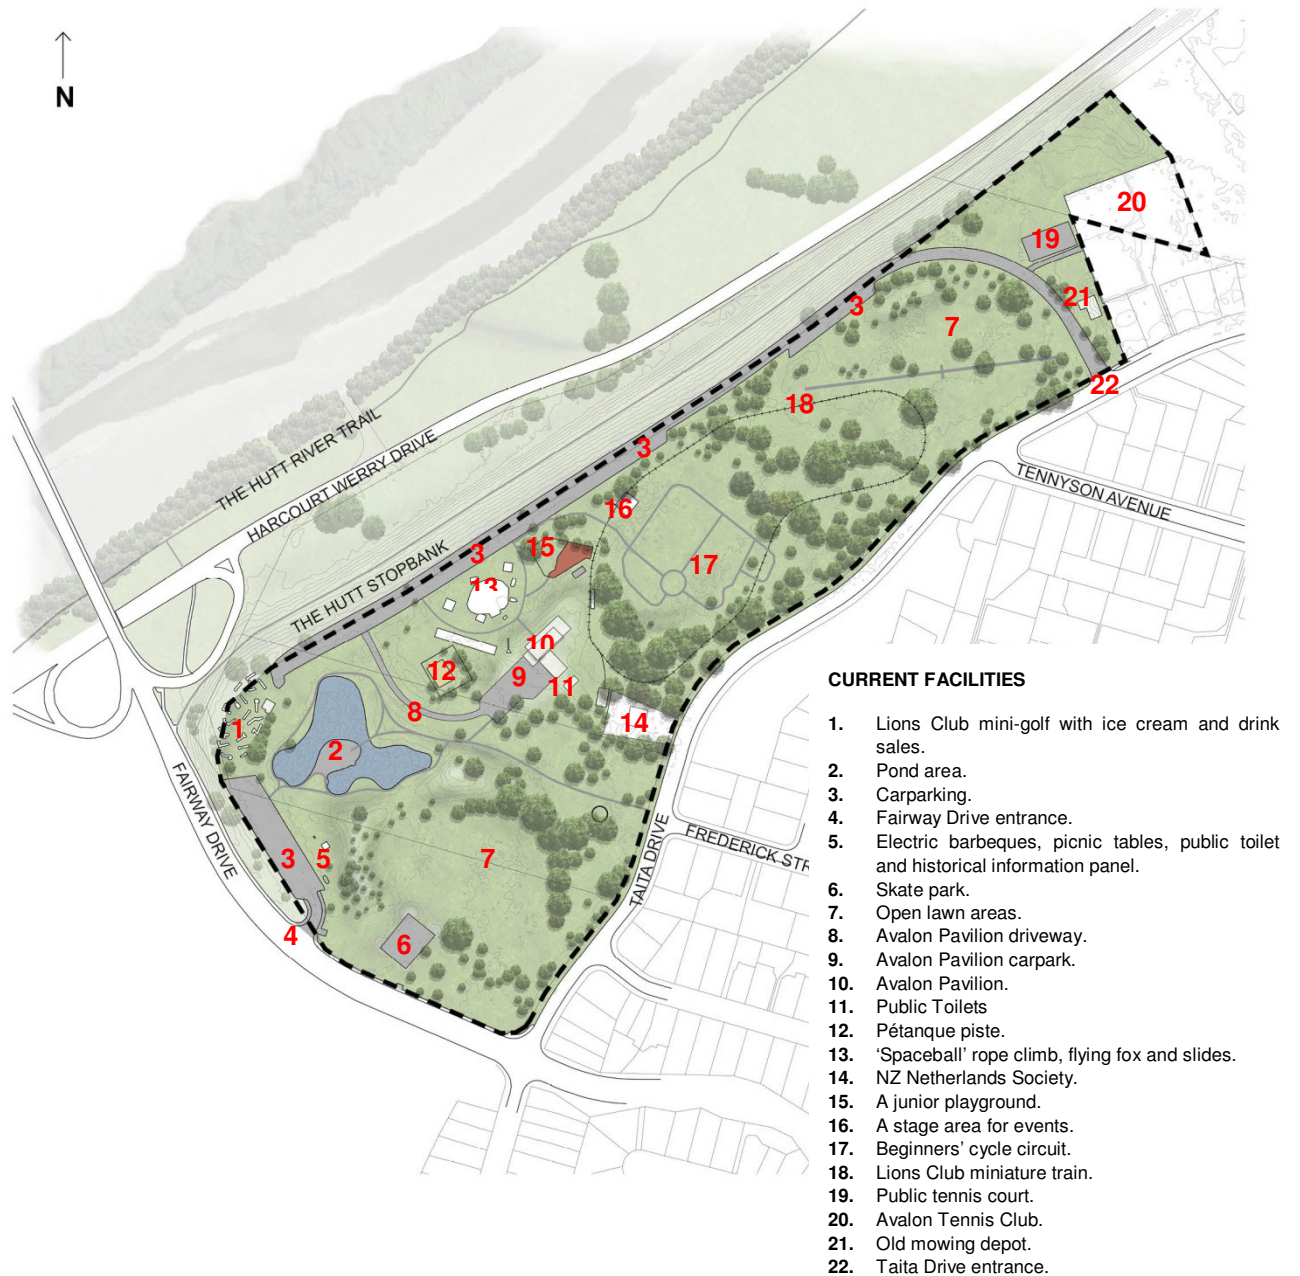 N
20
19
21
3
7
22
18
THE HUTT RIVER TRAIL
HARCOURT WERRY DRIVE
3
TENNYSON AVENUE
16
15
3
17
THE HUTT STOPBANK
13
10
12
9
11
8
14
1
2
FAIRWAY DRIVE
3
5
7
TAITA DRIVE
FREDERICK STR
4
6
CURRENT FACILITIES
1. Lions Club mini-golf with ice cream and drink
sales.
2. Pond area.
3. Carparking.
4. Fairway Drive entrance.
5. Electric barbeques, picnic tables, public toilet
and historical information panel.
6. Skate park.
7. Open lawn areas.
8. Avalon Pavilion driveway.
9. Avalon Pavilion carpark.
10. Avalon Pavilion.
11. Public Toilets
12. Pétanque piste.
13. ‘Spaceball’ rope climb, flying fox and slides.
14. NZ Netherlands Society.
15. A junior playground.
16. A stage area for events.
17. Beginners’ cycle circuit.
18. Lions Club miniature train.
19. Public tennis court.
20. Avalon Tennis Club.
21. Old mowing depot.
22. Taita Drive entrance.